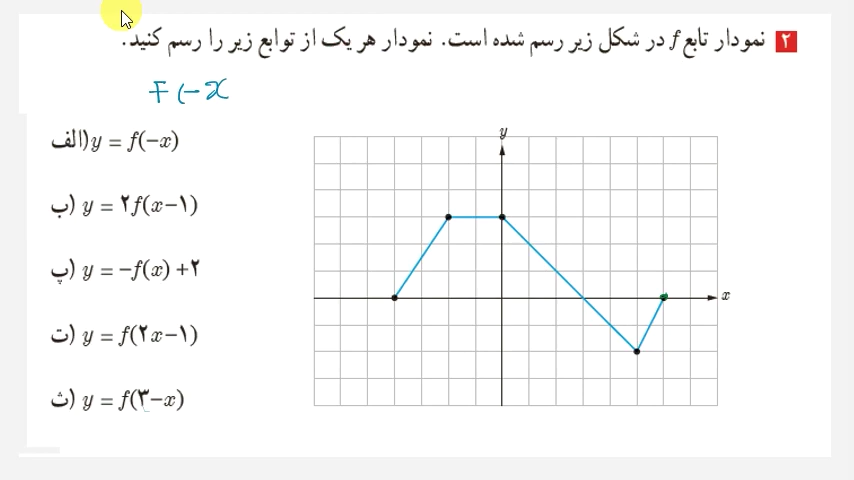 ۲ نمودار تابع f در شکل زیر رسم شده است. نمودار هر یک از توابع زیر را رسم کنید.
F(-x
الف) y = f(−x)
ب) y = ۲f(x−۱)
پ) y = −f(x) +۲
ت) y = f(۲x−۱)
ث) y = f(۳−x)
y
x